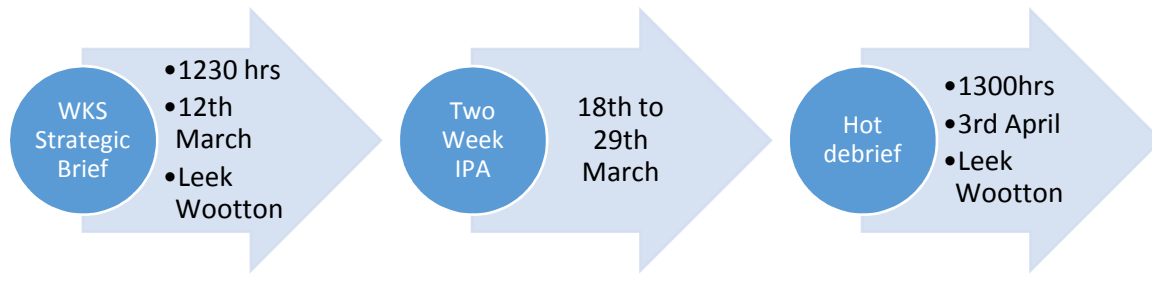 WKS
Strategic
Brief
•1230 hrs
•12th
March
•Leek
Wootton
Two
Week
IPA
18th to
29th
March
Hot
debrief
•1300hrs
•3rd April
•Leek
Wootton